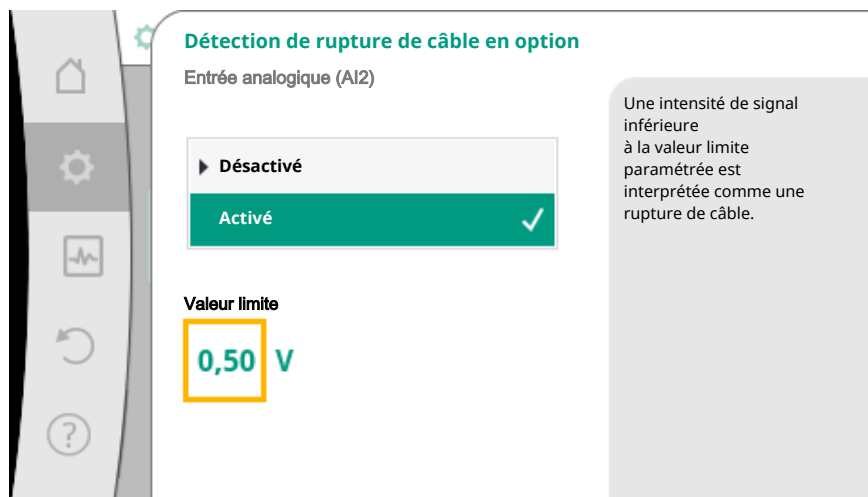 Détection de rupture de câble en option
Entrée analogique (AI2)
Une intensité de signal
inférieure
à la valeur limite
paramétrée est
interprétée comme une
rupture de câble.
Désactivé
Activé
Valeur limite
0,50 V
?